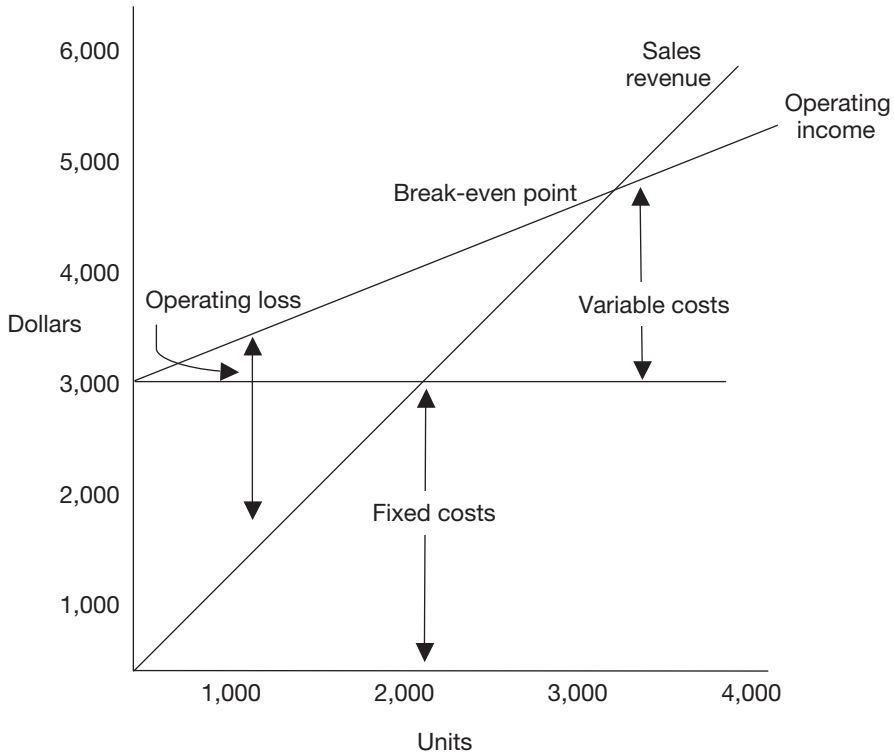 6,000
Sales
revenue
Operating
income
5,000
Break-even point
4,000
Operating loss
Variable costs
Dollars
3,000
2,000
Fixed costs
1,000
1,000 2,000 3,000 4,000
Units